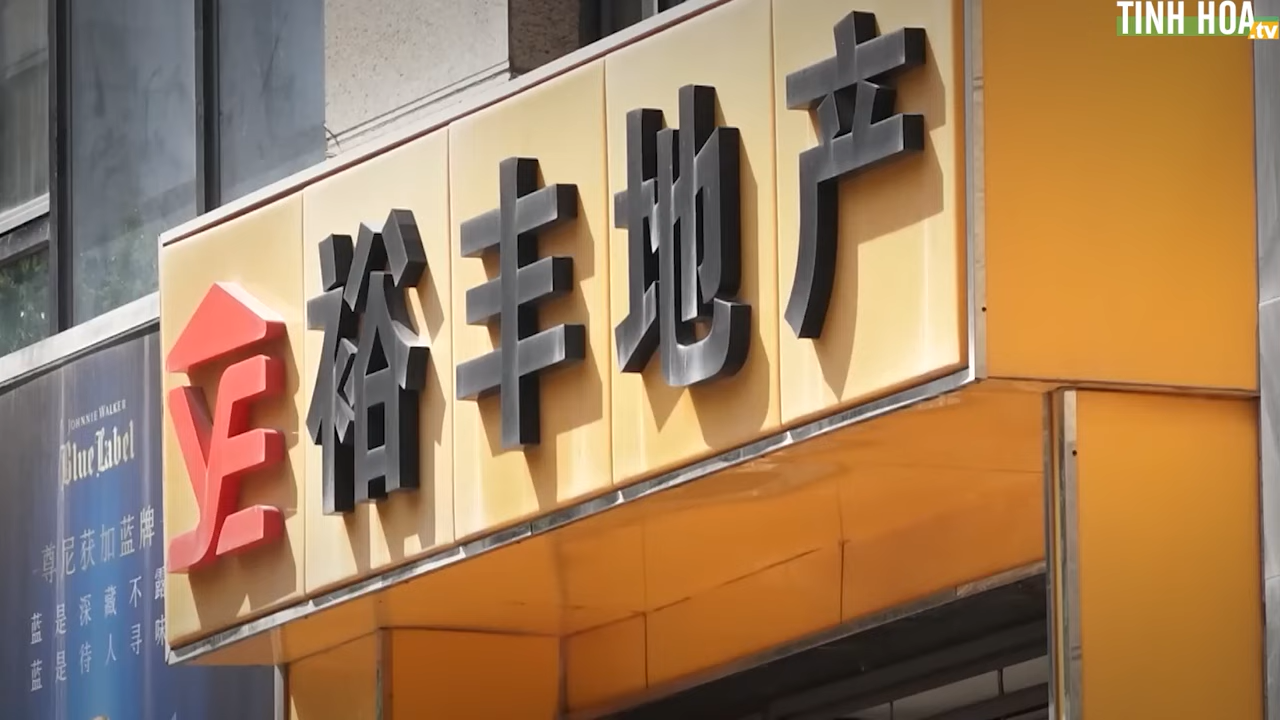 TINH HOA
.tv
裕丰地产
JOHNNIE WALKER
Blue Label
尊尼获加蓝牌
蓝是深藏不露
蓝是待人寻味